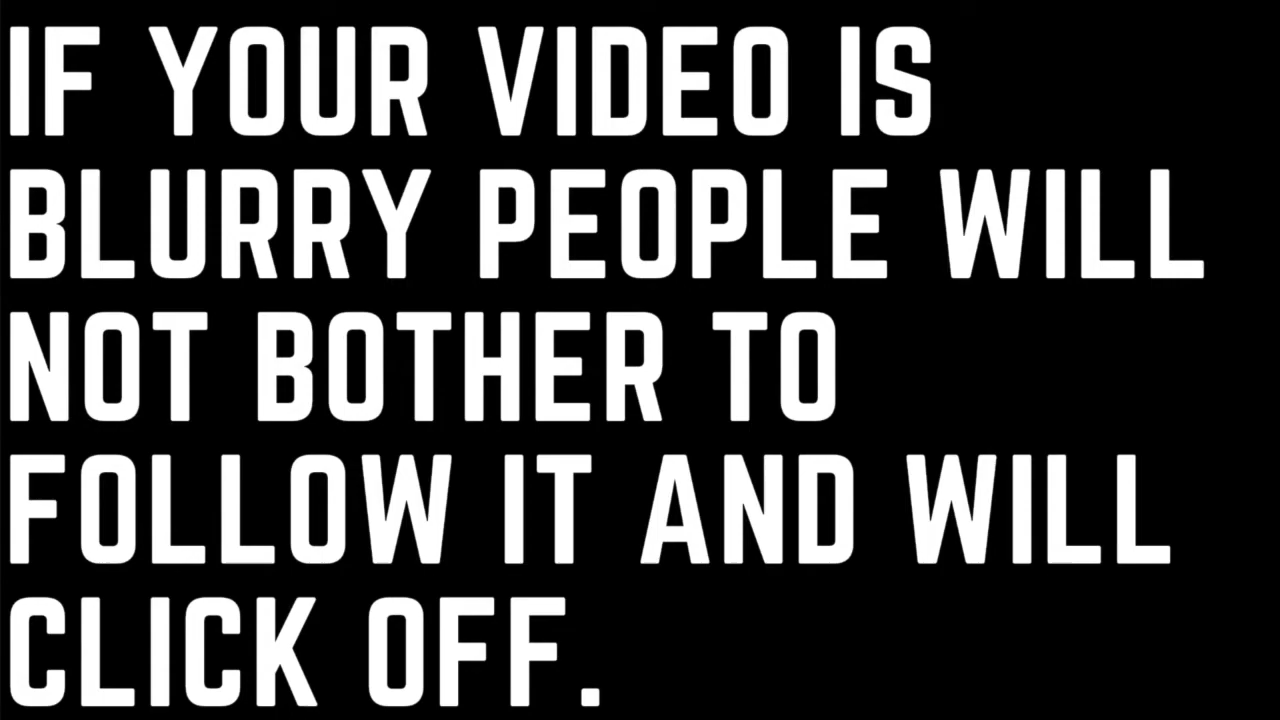 IF YOUR VIDEO IS
BLURRY PEOPLE WILL
NOT BOTHER TO
FOLLOW IT AND WILL
CLICK OFF.